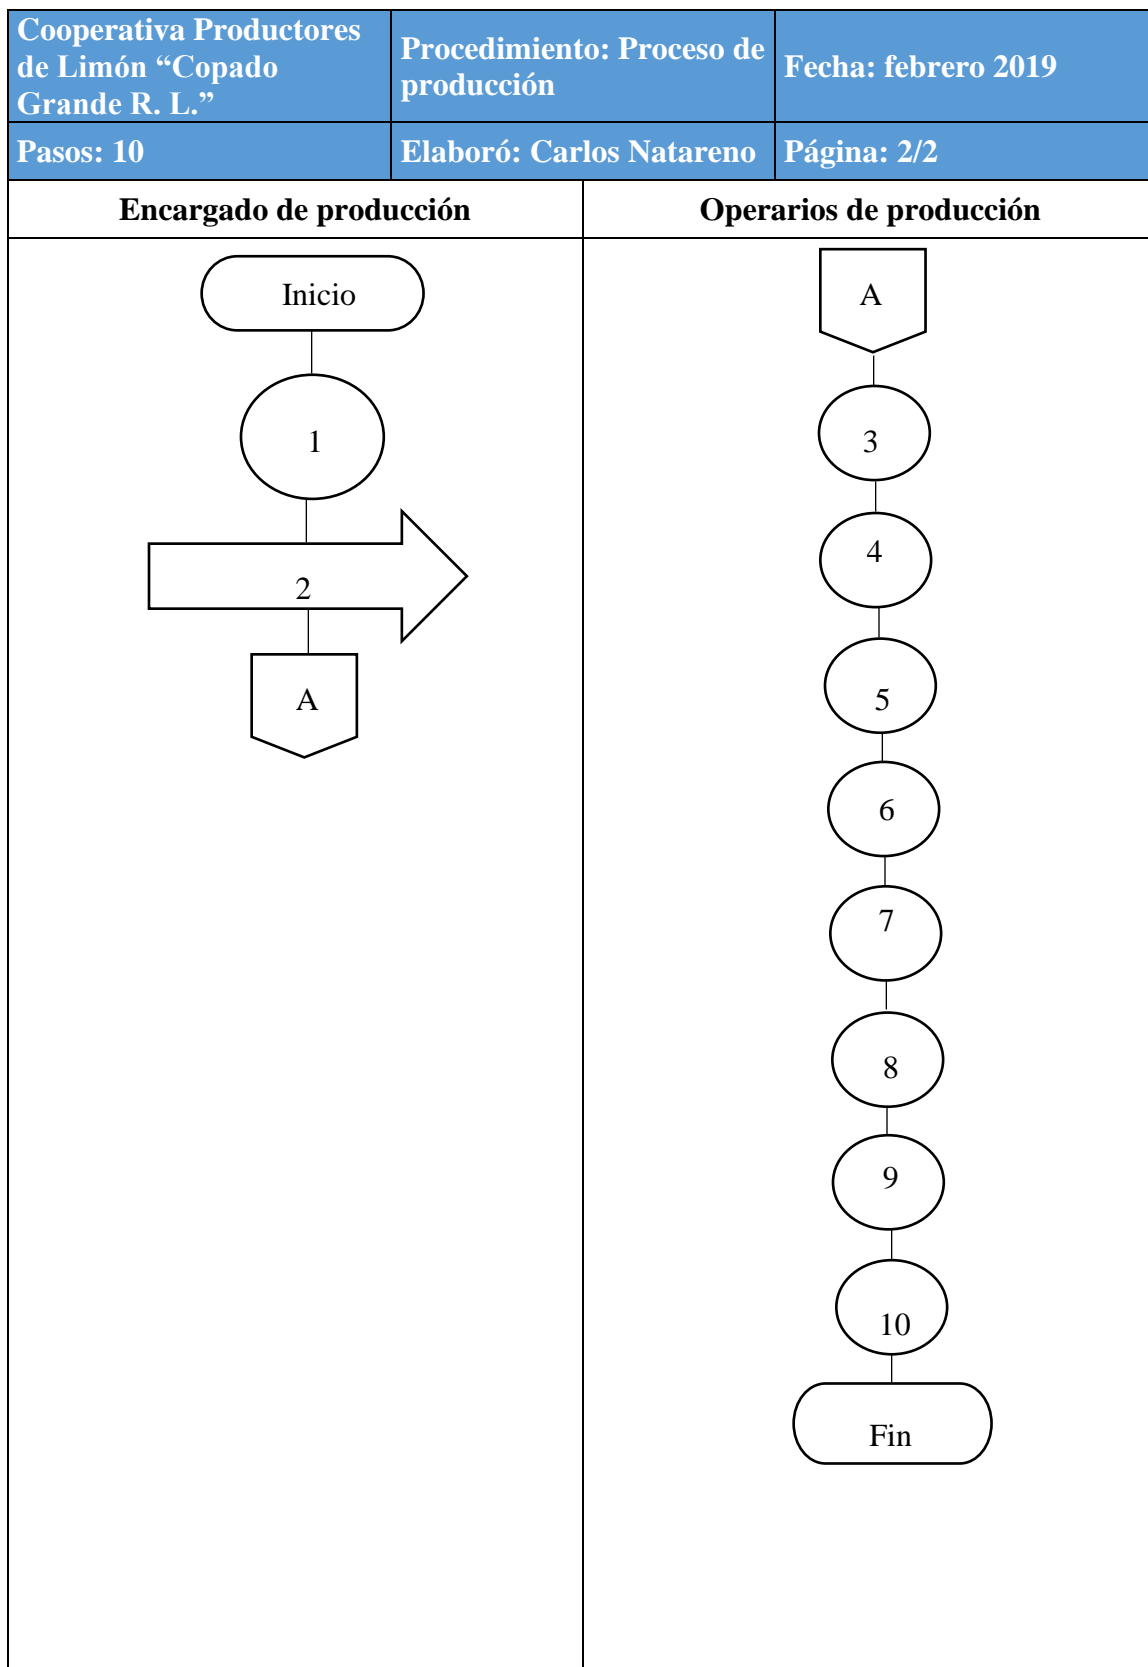 Cooperativa Productores
de Limón “Copado
Grande R. L.”
Procedimiento: Proceso de
producción
Fecha: febrero 2019
Pasos: 10
Elaboró: Carlos Natareno
Página: 2/2
Encargado de producción
Operarios de producción
Inicio
1
2
A
A
3
4
5
6
7
8
9
10
Fin